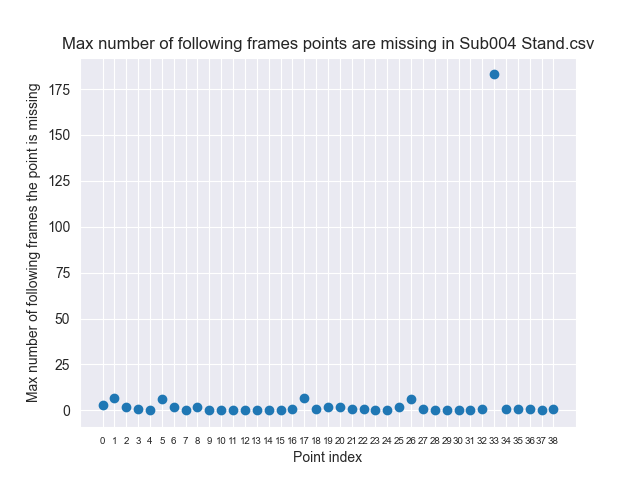 Max number of following frames points are missing in Sub004 Stand.csv
Max number of following frames the point is missing
175
150
125
100
75
50
25
0
0 1 2 3 4 5 6 7 8 9 10 11 12 13 14 15 16 17 18 19 20 21 22 23 24 25 26 27 28 29 30 31 32 33 34 35 36 37 38
Point index